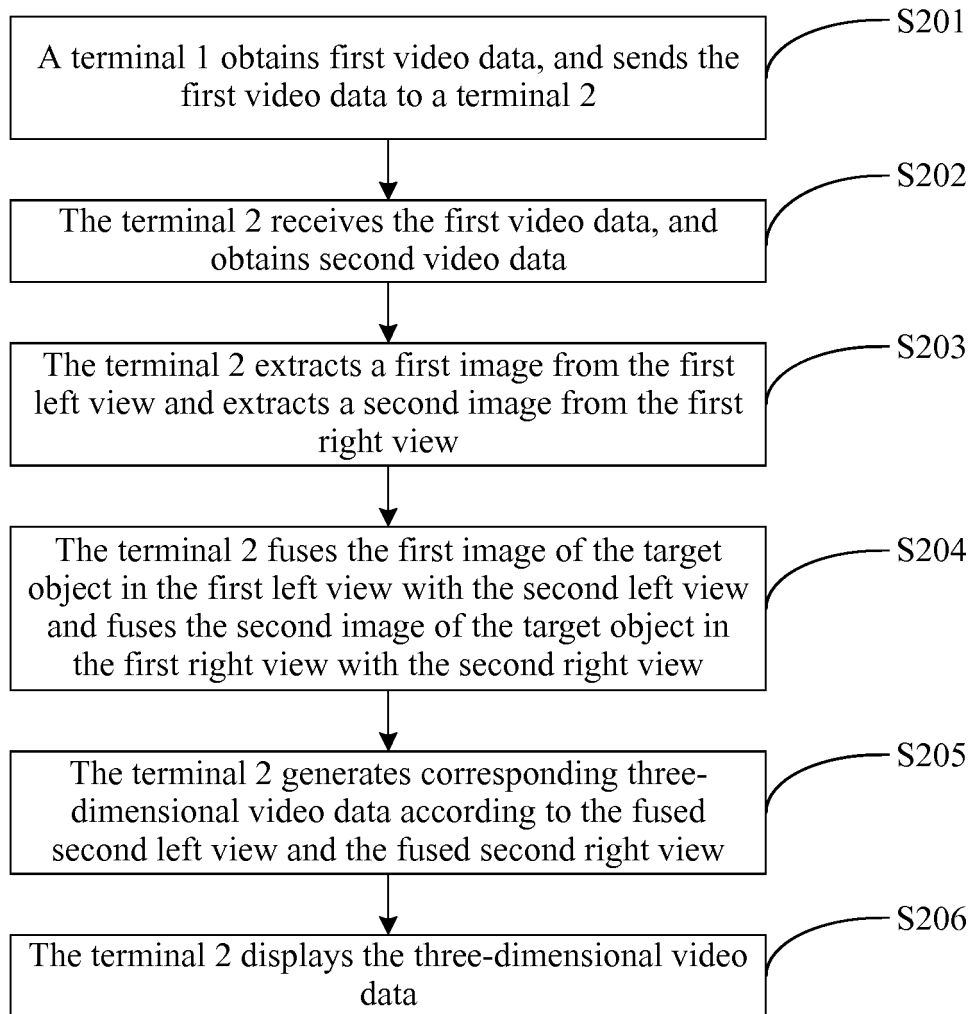 S201
A terminal 1 obtains first video data, and sends the
first video data to a terminal 2
S202
The terminal 2 receives the first video data, and
obtains second video data
S203
The terminal 2 extracts a first image from the first
left view and extracts a second image from the first
right view
S204
The terminal 2 fuses the first image of the target
object in the first left view with the second left view
and fuses the second image of the target object in
the first right view with the second right view
S205
The terminal 2 generates corresponding three-
dimensional video data according to the fused
second left view and the fused second right view
S206
The terminal 2 displays the three-dimensional video
data